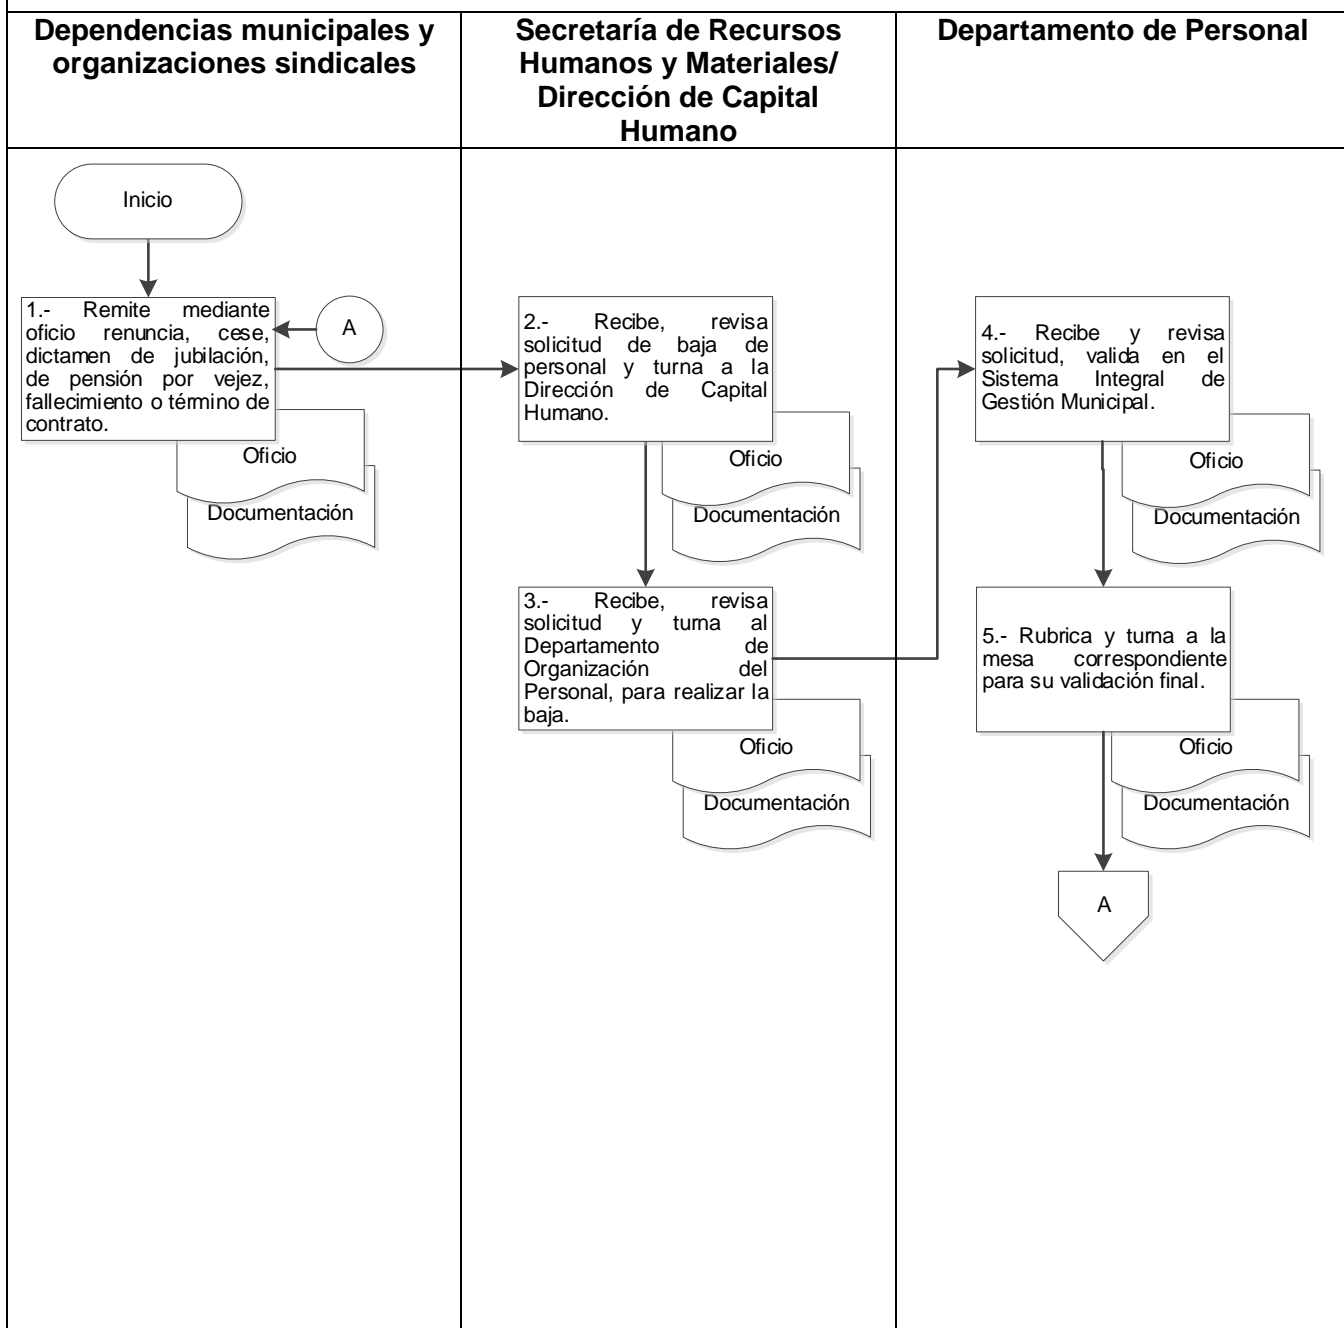 Dependencias municipales y
organizaciones sindicales
Secretaría de Recursos
Humanos y Materiales/
Dirección de Capital
Humano
Departamento de Personal
Inicio
1.- Remite mediante
oficio renuncia, cese,
dictamen de jubilación,
de pensión por vejez,
fallecimiento o término de
contrato.
A
Oficio
Documentación
2.- Recibe, revisa
solicitud de baja de
personal y turna a la
Dirección de Capital
Humano.
Oficio
Documentación
3.- Recibe, revisa
solicitud y turna al
Departamento de
Organización del
Personal, para realizar la
baja.
Oficio
Documentación
4.- Recibe y revisa
solicitud, valida en el
Sistema Integral de
Gestión Municipal.
Oficio
Documentación
5.- Rubrica y turna a la
mesa correspondiente
para su validación final.
Oficio
Documentación
A